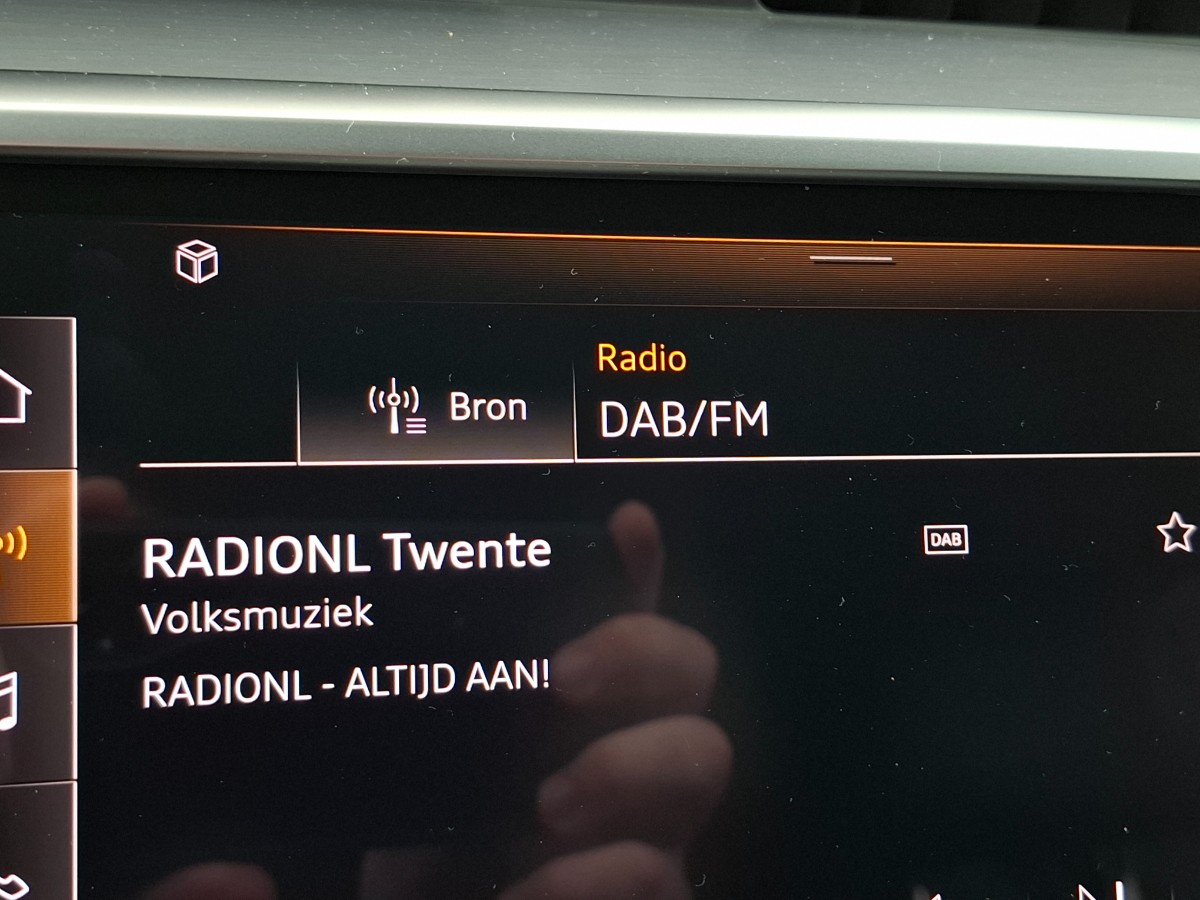 Radio
Bron
DAB/FM
RADIONL Twente
DAB
Volksmuziek
RADIONL - ALTIJD AAN!